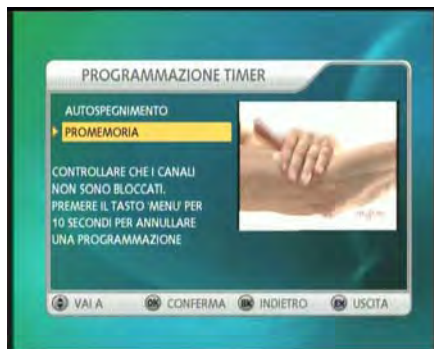 PROGRAMMAZIONE TIMER
AUTOSPEGNIMENTO
PROMEMORIA
CONTROLLARE CHE I CANALI
NON SONO BLOCCATI.
PREMERE IL TASTO 'MENU' PER
10 SECONDI PER ANNULLARE
UNA PROGRAMMAZIONE
VAI A OK CONFERMA INDIETRO USCITA